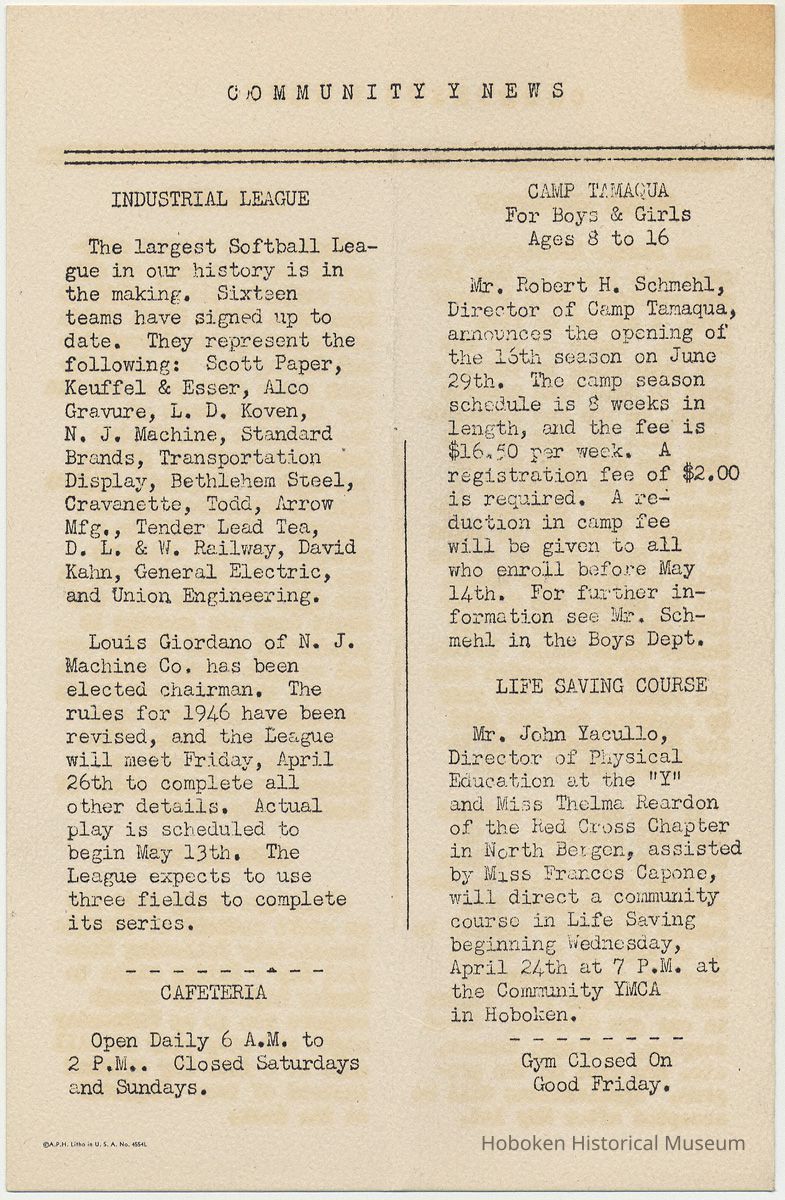 COMMUNITY Y NEWS
INDUSTRIAL LEAGUE
The largest Softball Lea-
gue in our history is in
the making. Sixteen
teams have signed up to
date. They represent the
following: Scott Paper,
Keuffel & Esser, Alco
Gravure, L. D. Koven,
N. J. Machine, Standard
Brands, Transportation
Display, Bethlehem Steel,
Cravanette, Todd, Arrow
Mfg., Tender Lead Tea,
D. L. & W. Railway, David
Kahn, General Electric,
and Union Engineering.
Louis Giordano of N. J.
Machine Co. has been
elected chairman. The
rules for 1946 have been
revised, and the League
will meet Friday, April
26th to complete all
other details. Actual
play is scheduled to
begin May 13th. The
League expects to use
three fields to complete
its series.
- - - - - - - - -
CAFETERIA
Open Daily 6 A.M. to
2 P.M.. Closed Saturdays
and Sundays.
CAMP TAMAQUA
For Boys & Girls
Ages 8 to 16
Mr. Robert H. Schmehl,
Director of Camp Tamaqua,
announces the opening of
the 16th season on June
29th. The camp season
schedule is 8 weeks in
length, and the fee is
$16.50 per week. A
registration fee of $2.00
is required. A re-
duction in camp fee
will be given to all
who enroll before May
14th. For further in-
formation see Mr. Sch-
mehl in the Boys Dept.
LIFE SAVING COURSE
Mr. John Yacullo,
Director of Physical
Education at the "Y"
and Miss Thelma Reardon
of the Red Cross Chapter
in North Bergen, assisted
by Miss Frances Capone,
will direct a community
course in Life Saving
beginning Wednesday,
April 24th at 7 P.M. at
the Community YMCA
in Hoboken.
- - - - - - - -
Gym Closed On
Good Friday.
©A.P.H. Litho in U. S. A. No. 4554L
Hoboken Historical Museum